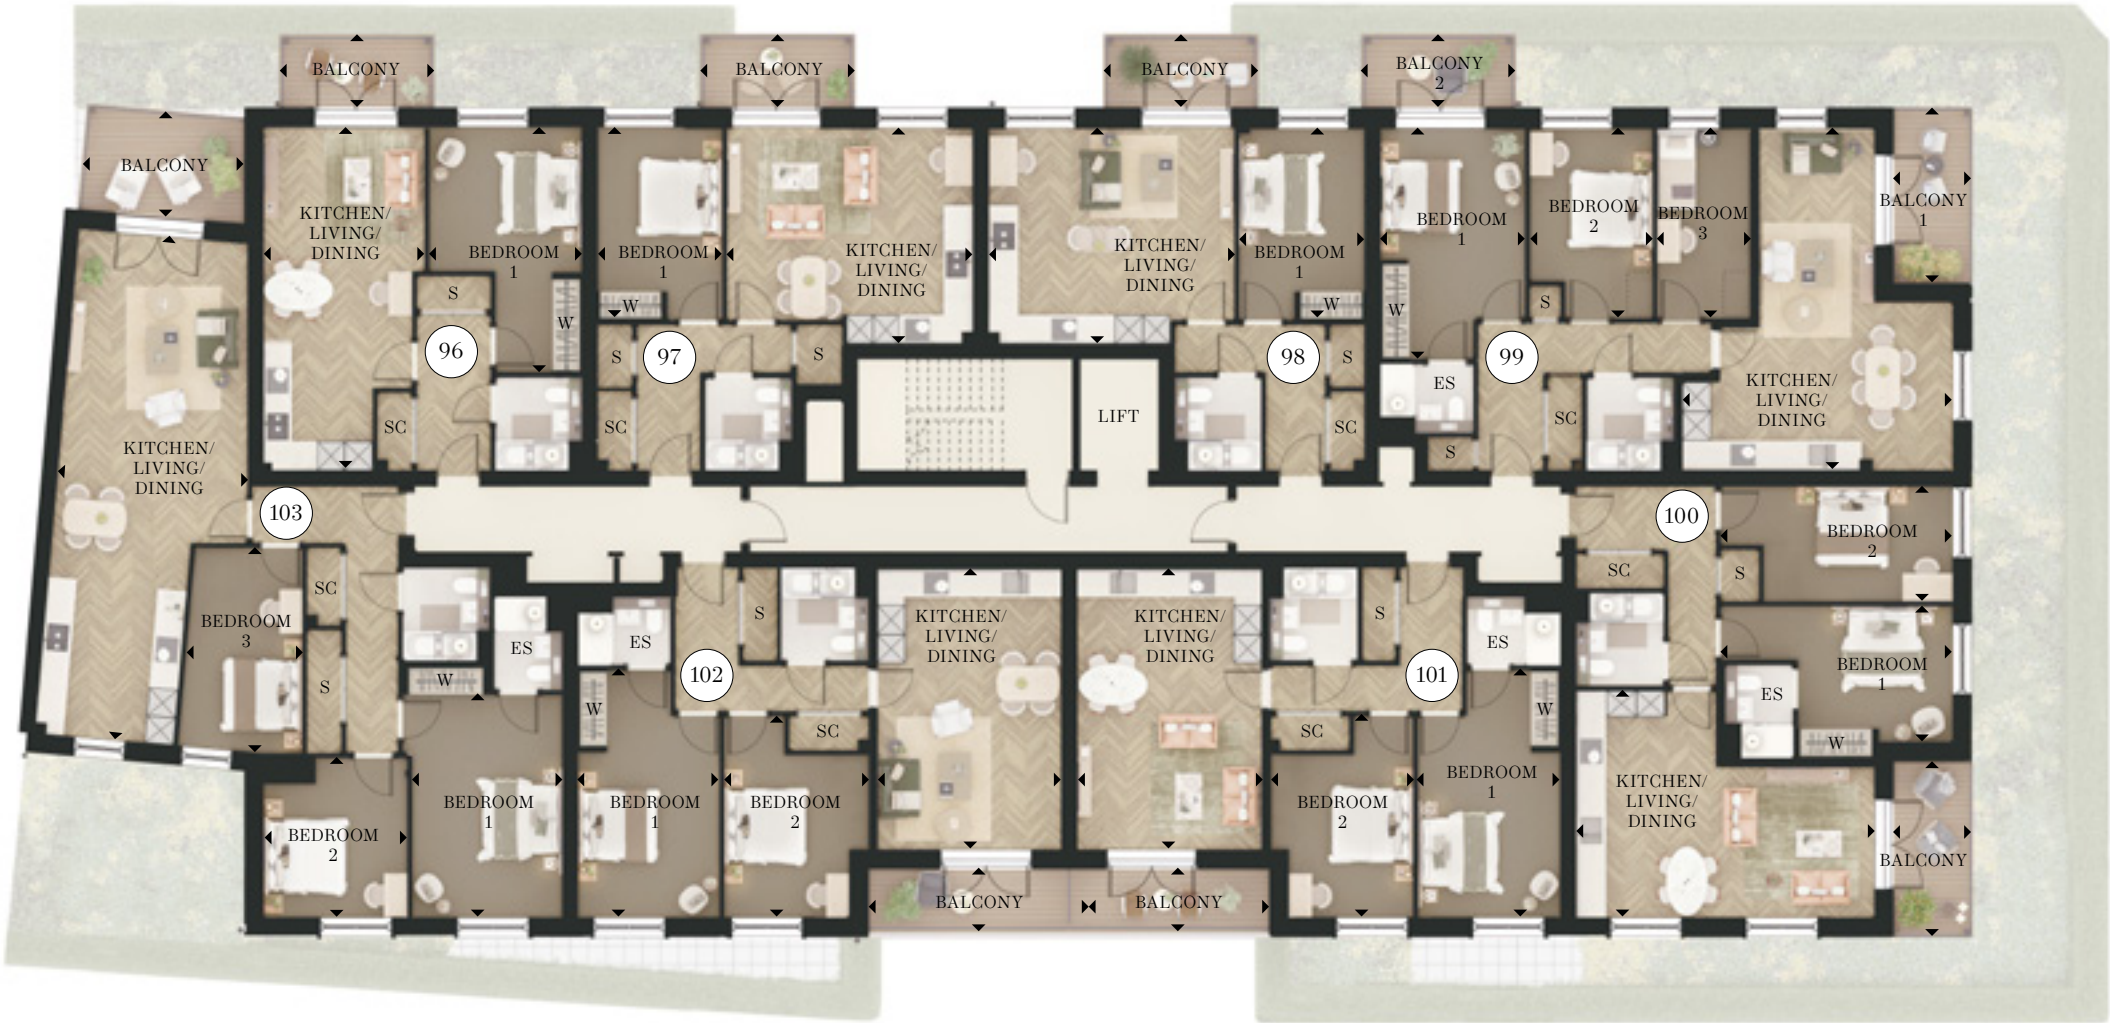 BALCONY
BALCONY
BALCONY
BALCONY
2
BALCONY
BALCONY
1
KITCHEN/
LIVING/
DINING
BEDROOM
1
S
W
96
SC
BEDROOM
1
W
KITCHEN/
LIVING/
DINING
S
97
S
SC
LIFT
KITCHEN/
LIVING/
DINING
BEDROOM
1
W
98
S
SC
BEDROOM
1
W
BEDROOM
2
BEDROOM
3
S
99
ES
SC
S
KITCHEN/
LIVING/
DINING
KITCHEN/
LIVING/
DINING
103
SC
BEDROOM
3
S
ES
W
BEDROOM
2
BEDROOM
1
ES
S
102
W
SC
BEDROOM
1
BEDROOM
2
KITCHEN/
LIVING/
DINING
BALCONY
KITCHEN/
LIVING/
DINING
BALCONY
S
ES
101
W
SC
BEDROOM
2
BEDROOM
1
100
SC
S
BEDROOM
2
BEDROOM
1
ES
W
KITCHEN/
LIVING/
DINING
BALCONY